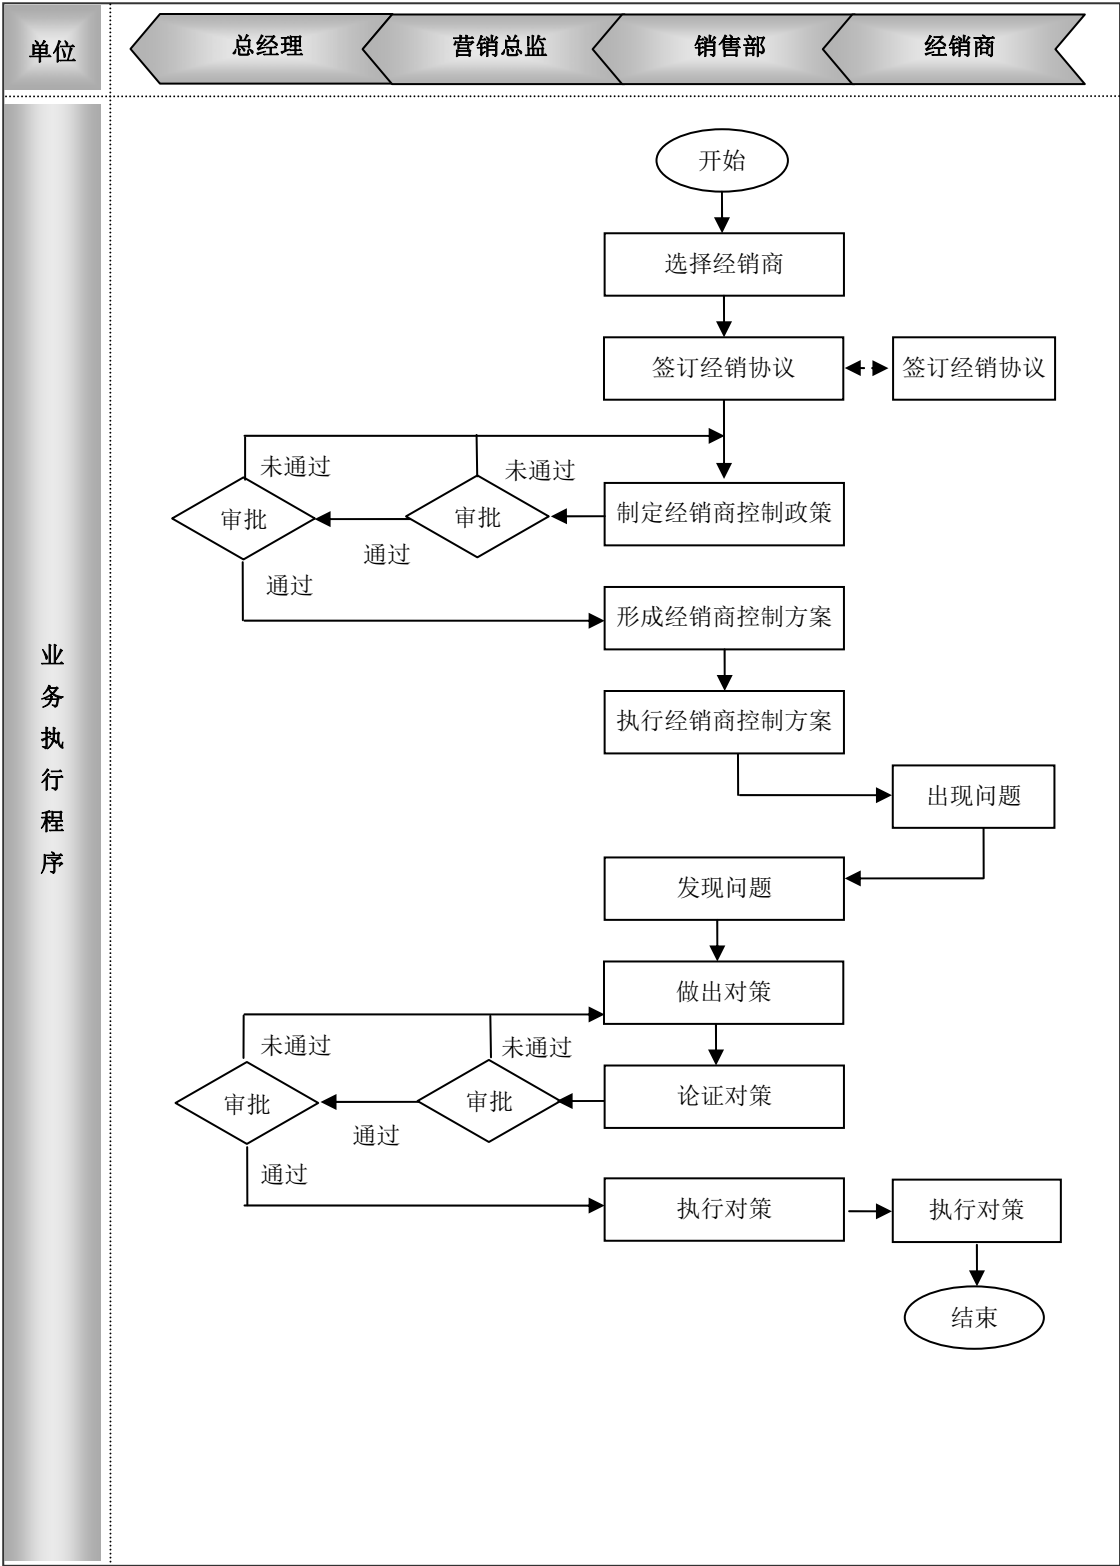 单位
总经理
营销总监
销售部
经销商
业
务
执
行
程
序
开始
选择经销商
签订经销协议
签订经销协议
未通过
未通过
审批
审批
制定经销商控制政策
通过
通过
形成经销商控制方案
执行经销商控制方案
出现问题
发现问题
做出对策
未通过
未通过
审批
审批
论证对策
通过
通过
执行对策
执行对策
结束